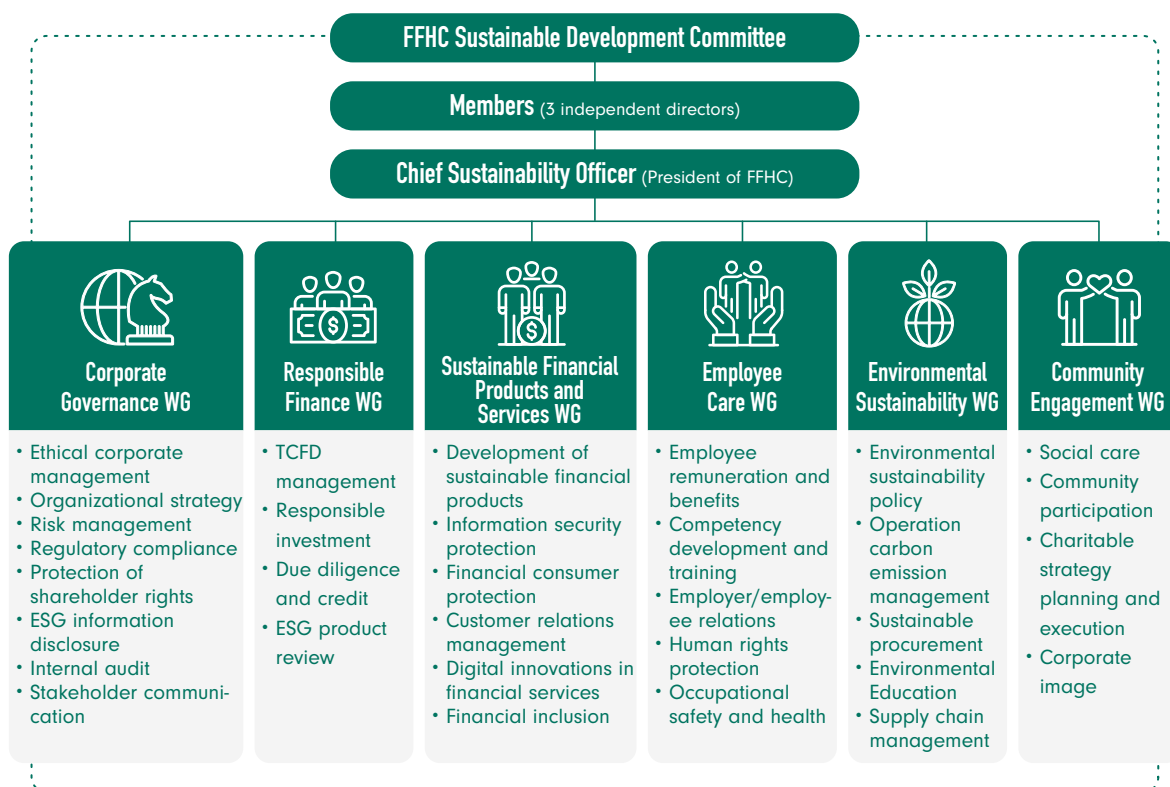 FFHC Sustainable Development Committee
Members (3 independent directors)
Chief Sustainability Officer (President of FFHC)
Corporate
Governance WG
• Ethical corporate
management
• Organizational strategy
• Risk management
• Regulatory compliance
• Protection of
shareholder rights
• ESG information
disclosure
• Internal audit
• Stakeholder communi-
cation
Responsible
Finance WG
• TCFD
management
• Responsible
investment
• Due diligence
and credit
• ESG product
review
Sustainable Financial
Products and
Services WG
• Development of
sustainable financial
products
• Information security
protection
• Financial consumer
protection
• Customer relations
management
• Digital innovations in
financial services
• Financial inclusion
Employee
Care WG
• Employee
remuneration and
benefits
• Competency
development and
training
• Employer/employ-
ee relations
• Human rights
protection
• Occupational
safety and health
Environmental
Sustainability WG
• Environmental
sustainability
policy
• Operation
carbon
emission
management
• Sustainable
procurement
• Environmental
Education
• Supply chain
management
Community
Engagement WG
• Social care
• Community
participation
• Charitable
strategy
planning and
execution
• Corporate
image